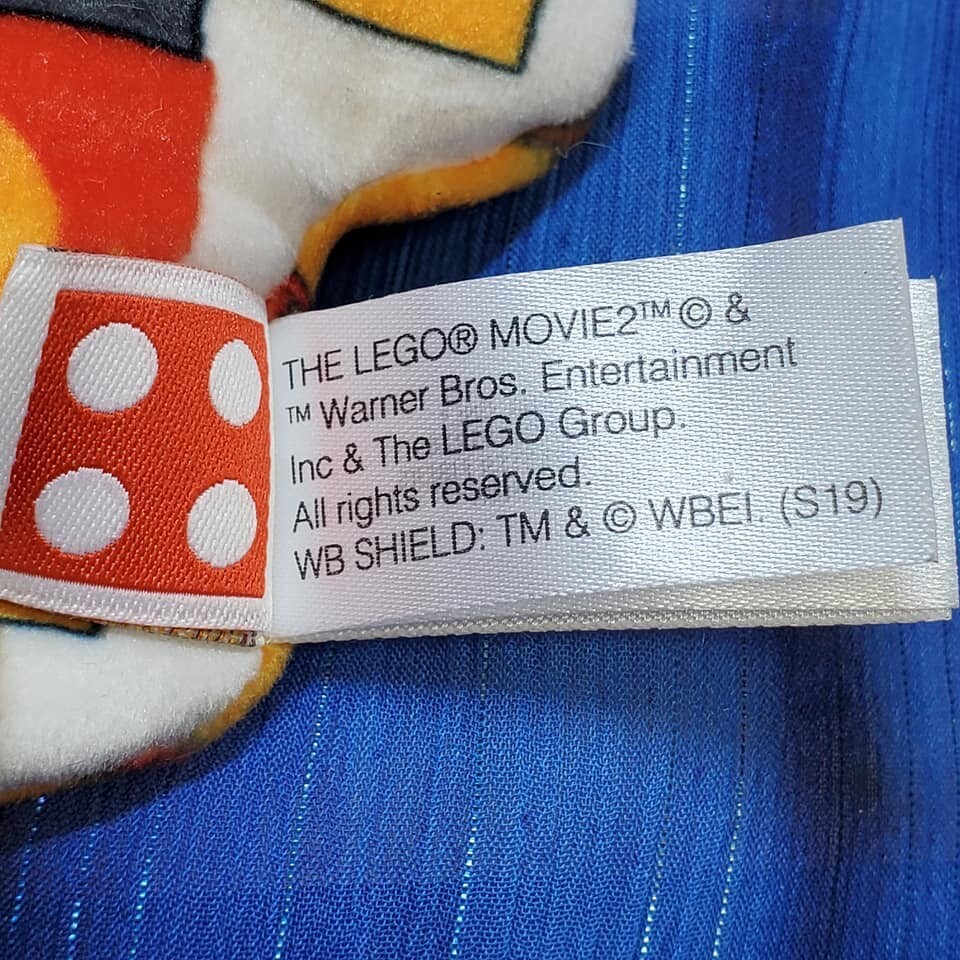 THE LEGO® MOVIE2™ © &
™ Warner Bros. Entertainment
Inc & The LEGO Group.
All rights reserved.
WB SHIELD: TM & © WBEI. (S19)